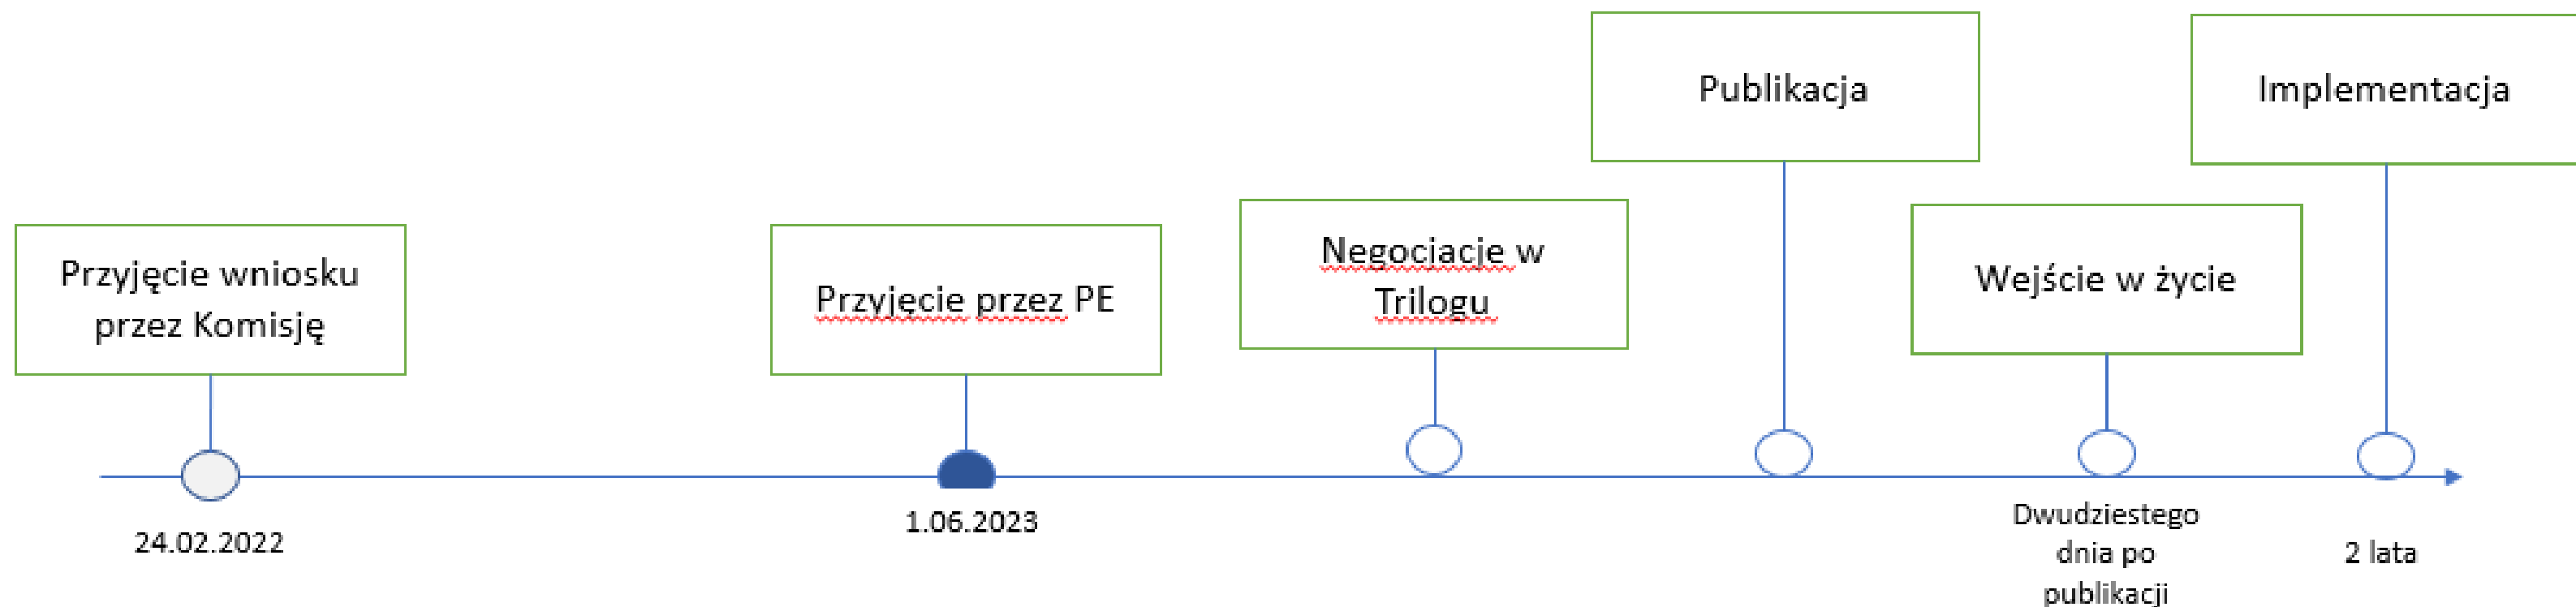 Publikacja
Implementacja
Przyjęcie wniosku
przez Komisję
Przyjęcie przez PE
Negocjacje w
Trilogu
Wejście w życie
24.02.2022
1.06.2023
Dwudziestego
dnia po
publikacji
2 lata